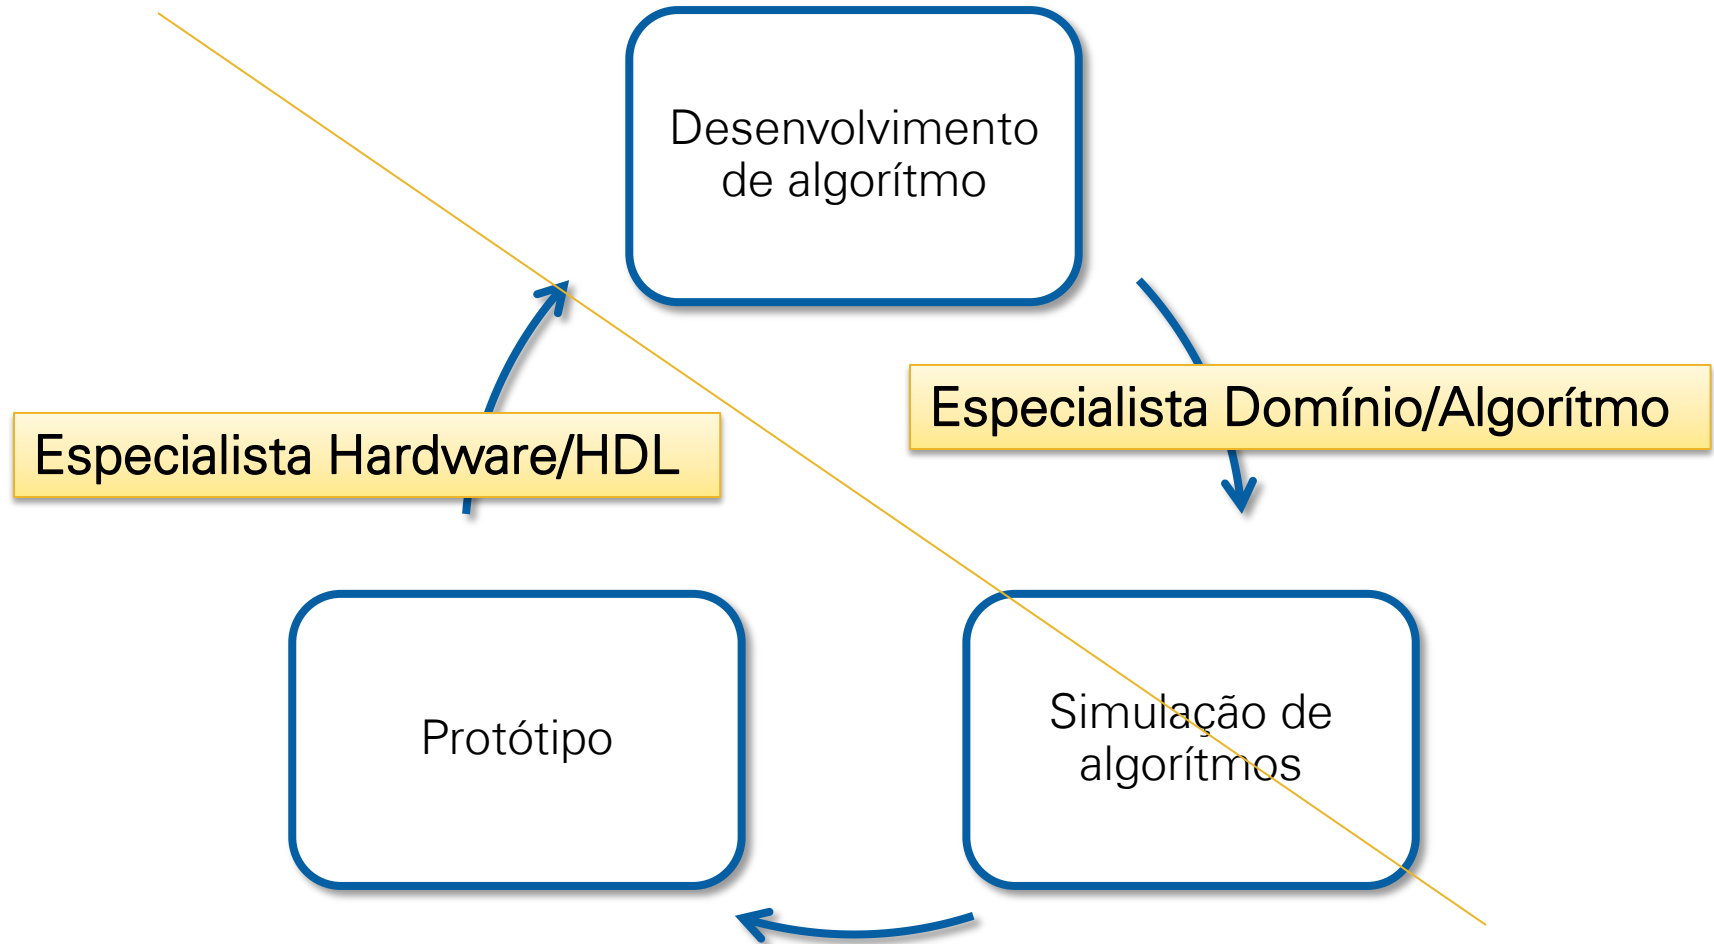 Desenvolvimento
de algorítmo
Especialista Domínio/Algorítmo
Especialista Hardware/HDL
Protótipo
Simulação de
algorítmos